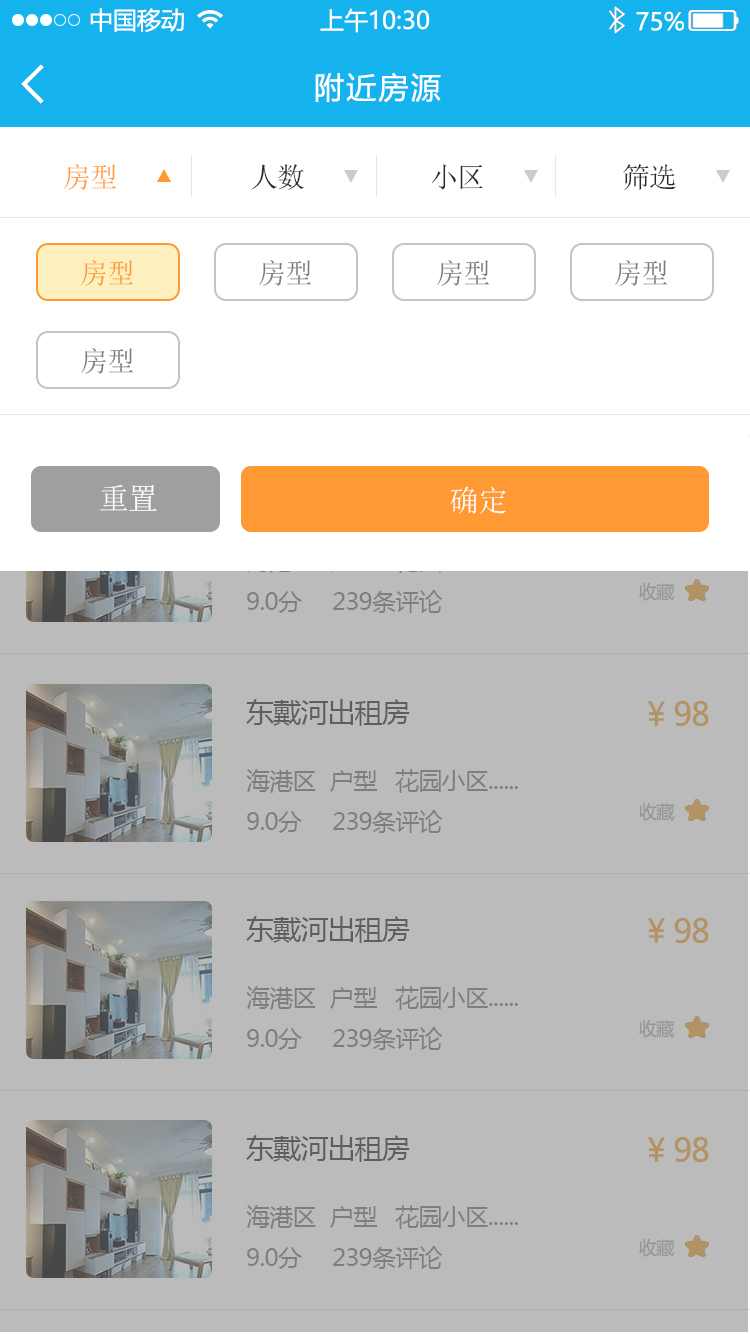 中国移动 上午10:30 75%
附近房源
房型 人数 小区 筛选
房型 房型 房型 房型
房型
重置 确定
9.0分 239条评论 收藏
东戴河出租房 ¥ 98
海港区 户型 花园小区......
9.0分 239条评论 收藏
东戴河出租房 ¥ 98
海港区 户型 花园小区......
9.0分 239条评论 收藏
东戴河出租房 ¥ 98
海港区 户型 花园小区......
9.0分 239条评论 收藏